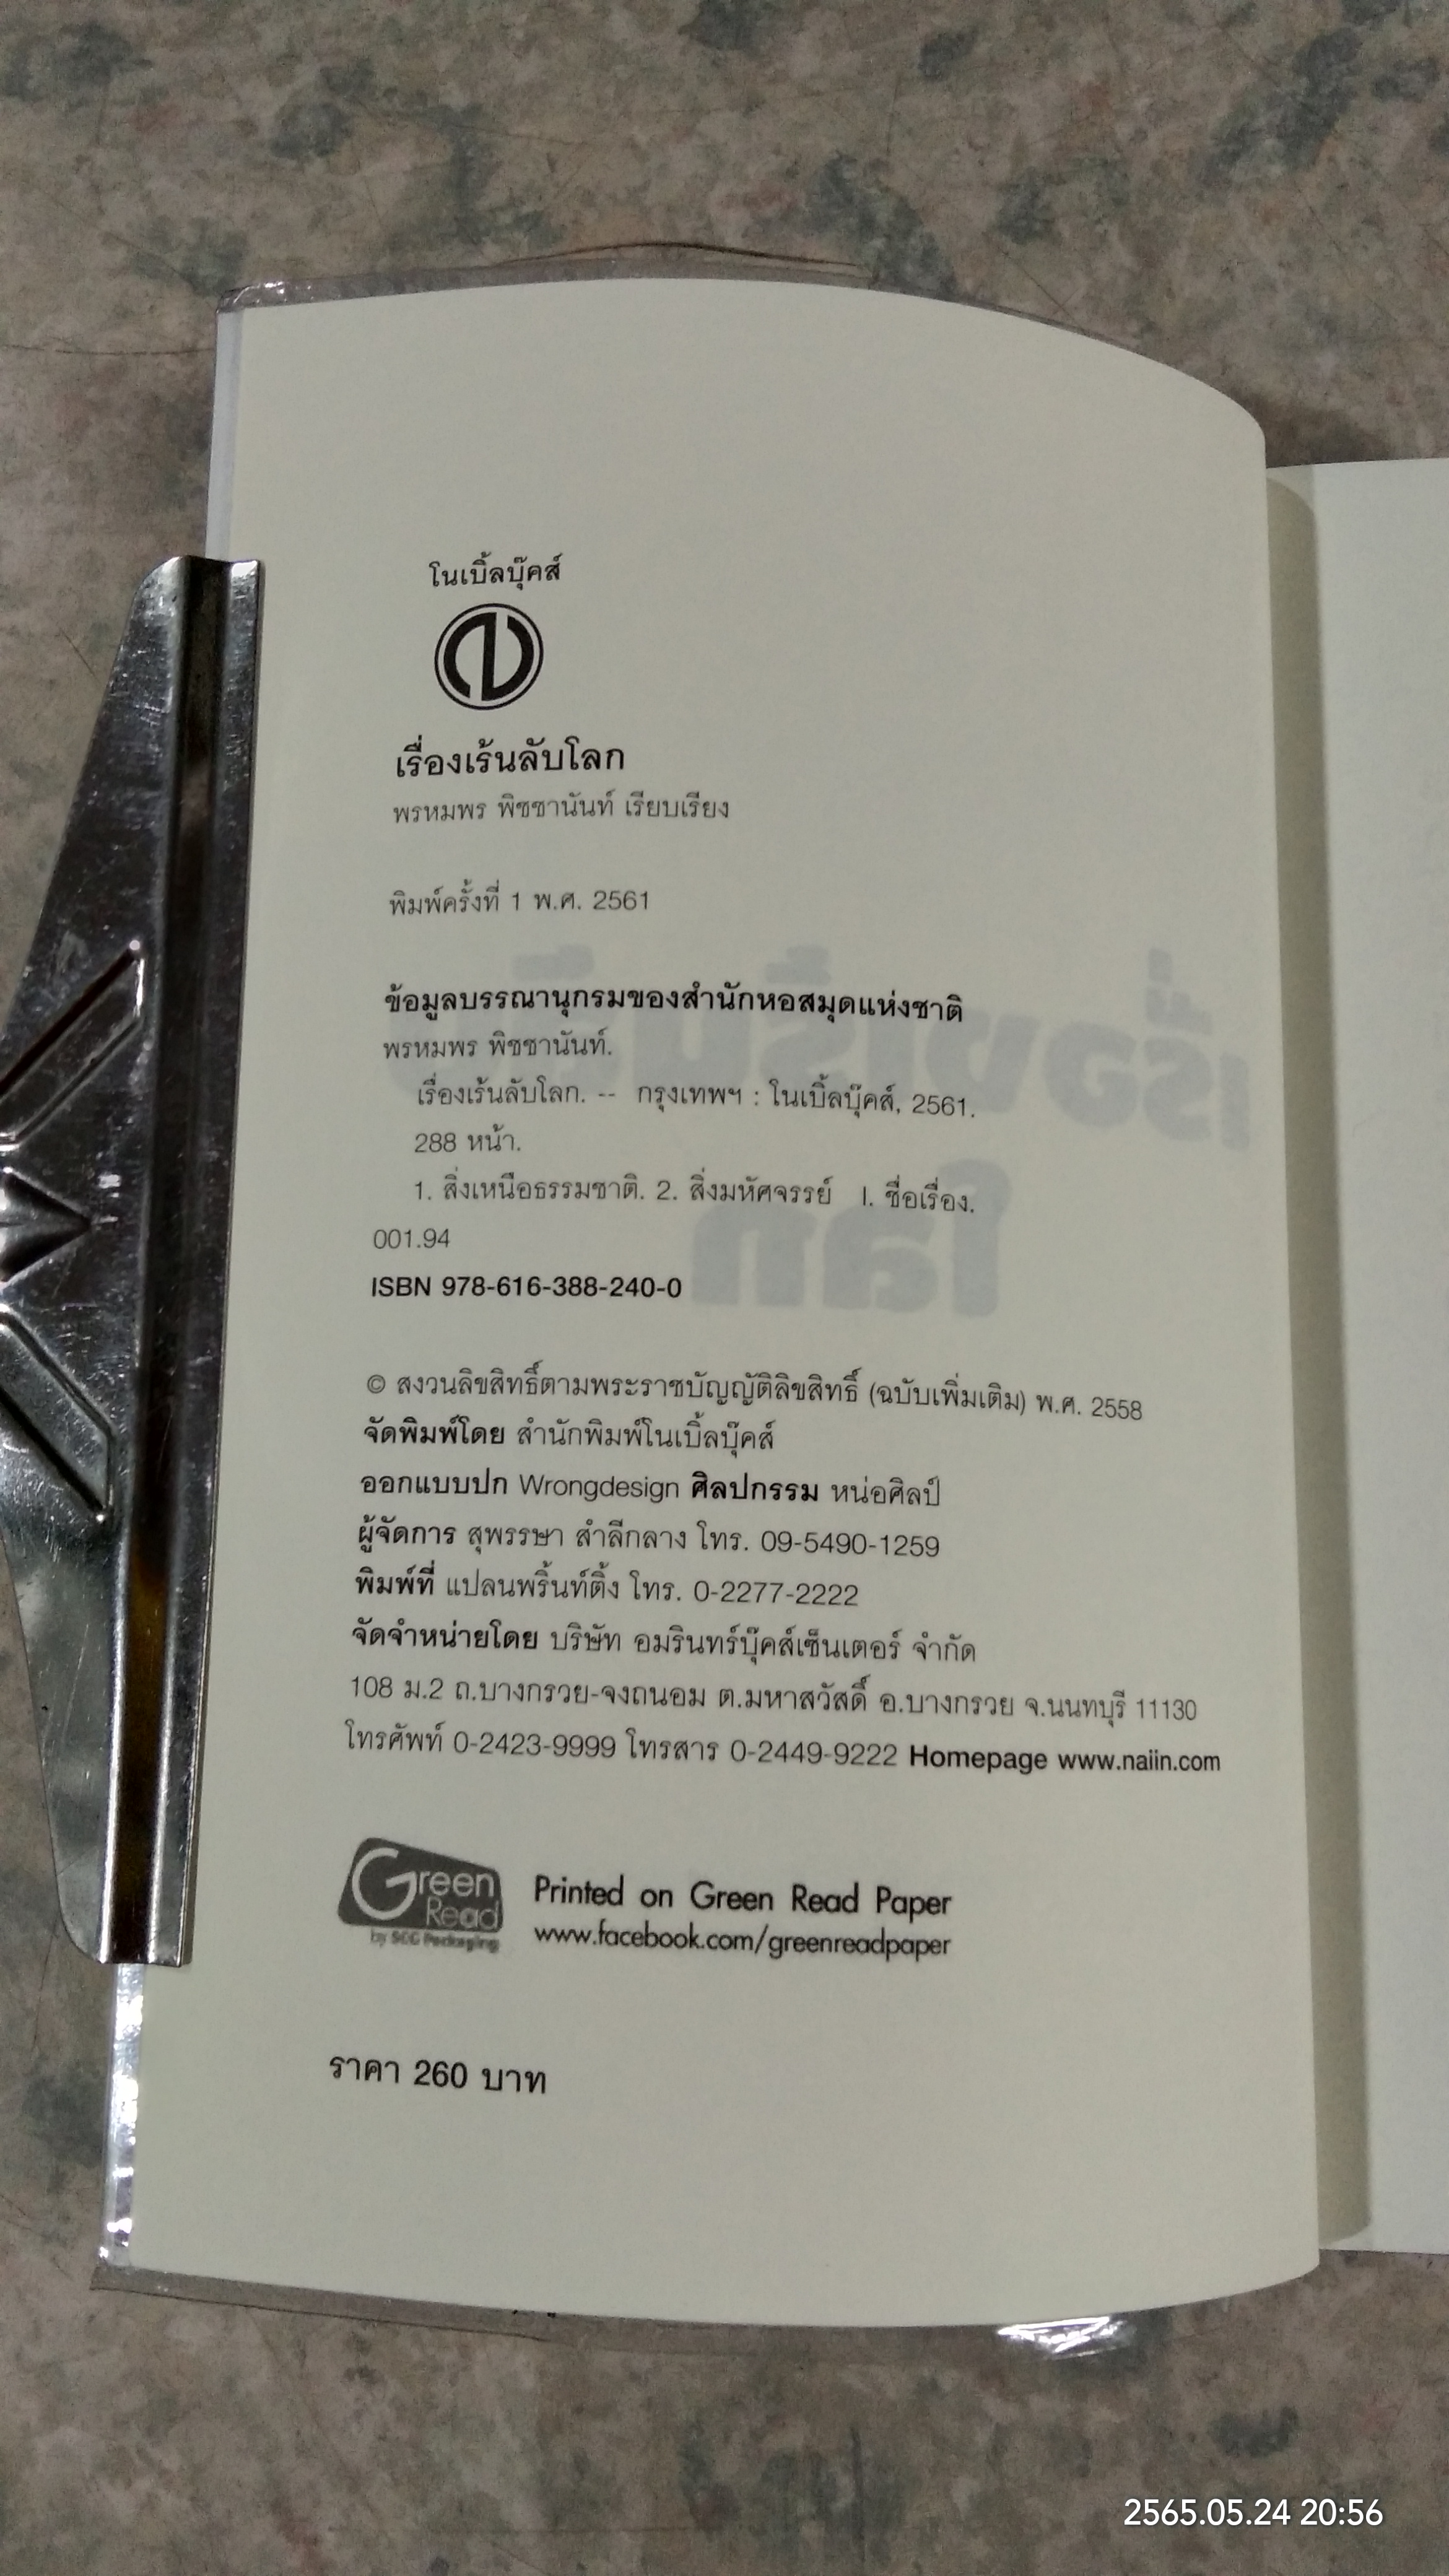 โนเบิ้ลบุ๊คส์
เรื่องเร้นลับโลก
พรหมพร พิชชานันท์ เรียบเรียง
พิมพ์ครั้งที่ 1 พ.ศ. 2561
ข้อมูลบรรณานุกรมของสำนักหอสมุดแห่งชาติ
พรหมพร พิชชานันท์.
เรื่องเร้นลับโลก. -- กรุงเทพฯ : โนเบิ้ลบุ๊คส์, 2561.
288 หน้า.
1. สิ่งเหนือธรรมชาติ. 2. สิ่งมหัศจรรย์ I. ชื่อเรื่อง.
001.94
ISBN 978-616-388-240-0
© สงวนลิขสิทธิ์ตามพระราชบัญญัติลิขสิทธิ์ (ฉบับเพิ่มเติม) พ.ศ. 2558
จัดพิมพ์โดย สำนักพิมพ์โนเบิ้ลบุ๊คส์
ออกแบบปก Wrongdesign ศิลปกรรม หน่อศิลป์
ผู้จัดการ สุพรรษา สำลีกลาง โทร. 09-5490-1259
พิมพ์ที่ แปลนพริ้นท์ติ้ง โทร. 0-2277-2222
จัดจำหน่ายโดย บริษัท อมรินทร์บุ๊คส์เซ็นเตอร์ จำกัด
108 ม.2 ถ.บางกรวย-จงถนอม ต.มหาสวัสดิ์ อ.บางกรวย จ.นนทบุรี 11130
โทรศัพท์ 0-2423-9999 โทรสาร 0-2449-9222 Homepage www.naiin.com
Green Read
by SCG Packaging
Printed on Green Read Paper
www.facebook.com/greenreadpaper
ราคา 260 บาท
2565.05.24 20:56